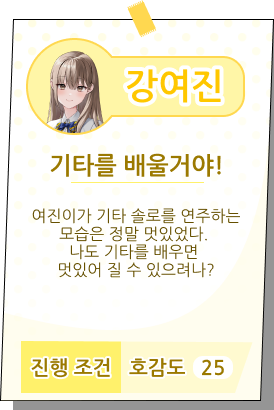 강여진
기타를 배울거야!
여진이가 기타 솔로를 연주하는
모습은 정말 멋있었다.
나도 기타를 배우면
멋있어 질 수 있으려나?
진행 조건 호감도 25